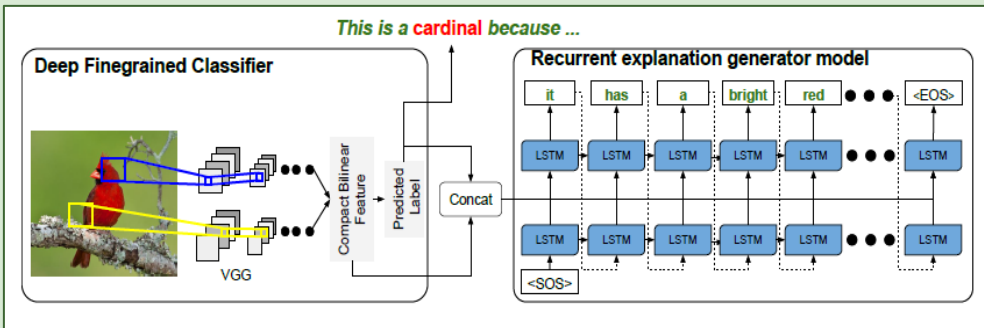 This is a cardinal because ...
Deep Finegrained Classifier
VGG
Compact Bilinear
Feature
Predicted
Label
Concat
Recurrent explanation generator model
it has a bright red <EOS>
LSTM LSTM LSTM LSTM LSTM LSTM
LSTM LSTM LSTM LSTM LSTM LSTM
<SOS>